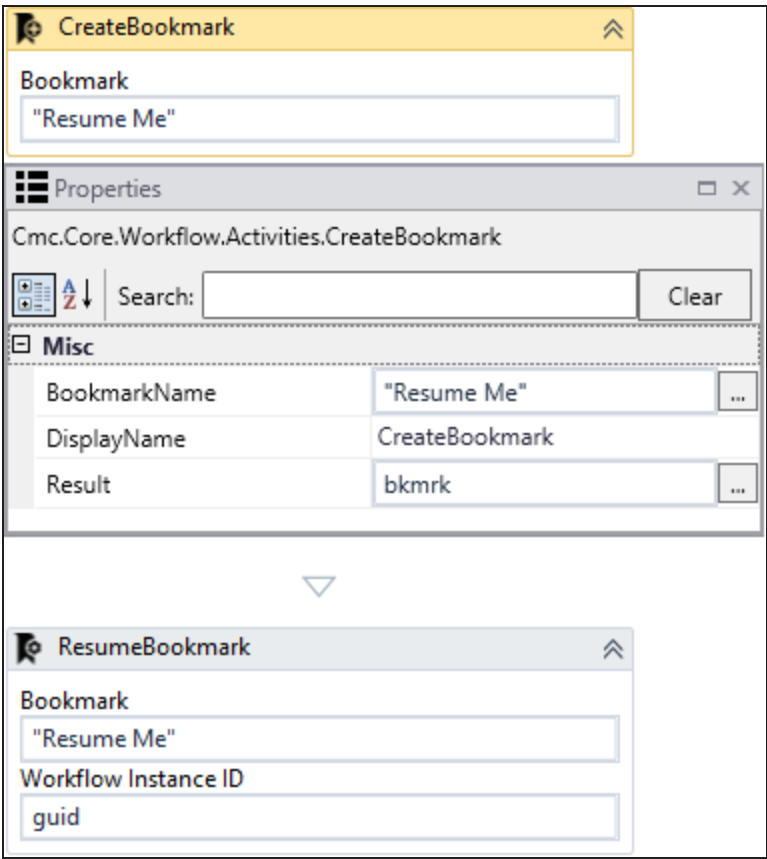 CreateBookmark
Bookmark
"Resume Me"
Properties
Cmc.Core.Workflow.Activities.CreateBookmark
A Z Search: Clear
Misc
BookmarkName "Resume Me" ...
DisplayName CreateBookmark
Result bkmrk ...
ResumeBookmark
Bookmark
"Resume Me"
Workflow Instance ID
guid